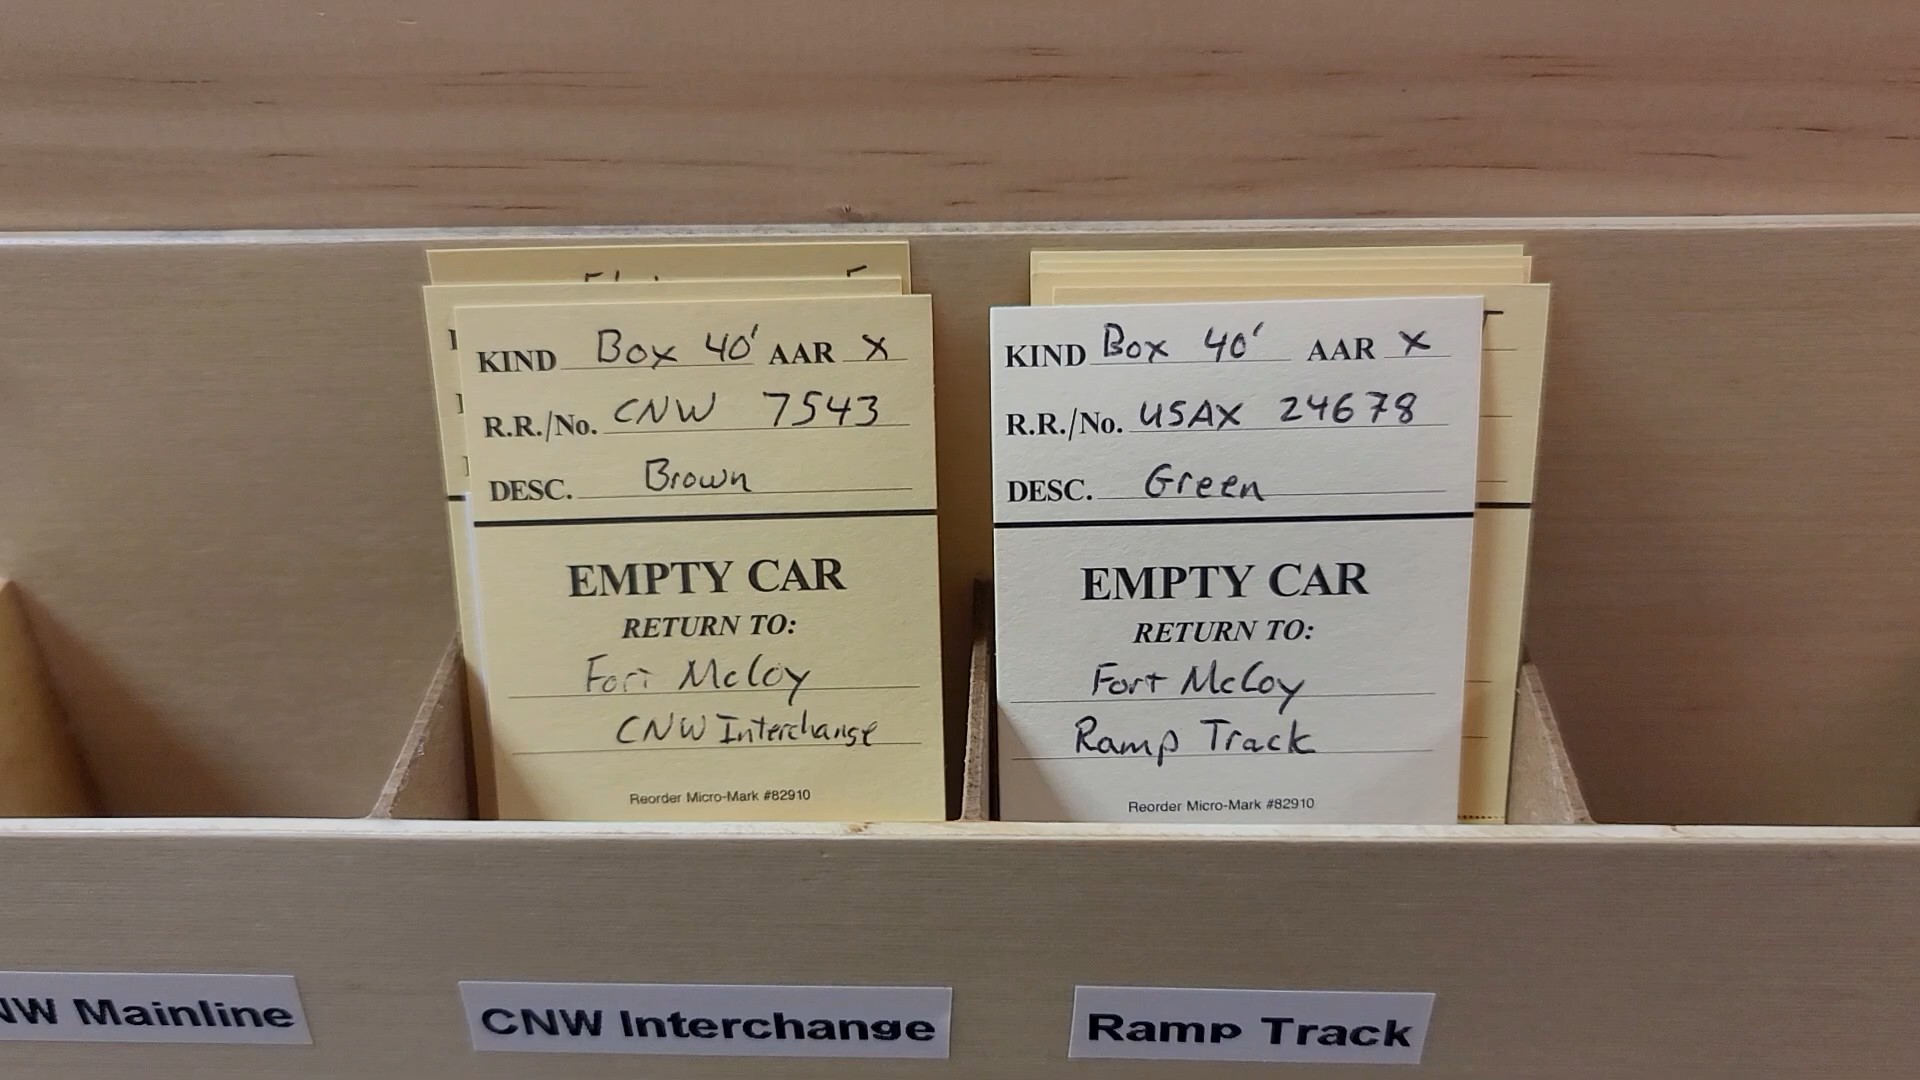 KIND Box 40' AAR X
R.R./No. CNW 7543
DESC. Brown
EMPTY CAR
RETURN TO:
Fort McCoy
CNW Interchange
Reorder Micro-Mark #82910
KIND Box 40' AAR X
R.R./No. USAX 24678
DESC. Green
EMPTY CAR
RETURN TO:
Fort McCoy
Ramp Track
Reorder Micro-Mark #82910
Mainline
CNW Interchange
Ramp Track